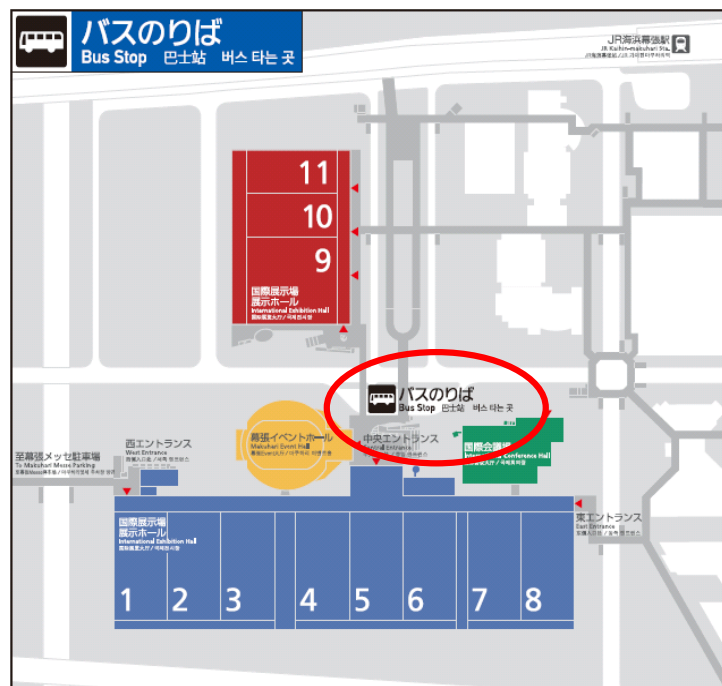 バスのりば
Bus Stop 巴士站 버스 타는 곳
JR海浜幕張駅
JR Kaihin-makuhari Sta.
11
10
9
国際展示場
展示ホール
International Exhibition Hall
バスのりば
Bus Stop 巴士站 버스 타는 곳
幕張イベントホール
Makuhari Event Hall
中央エントランス
国際会議場
International Conference Hall
西エントランス
West Entrance
至幕張メッセ駐車場
To Makuhari Messe Parking
東エントランス
East Entrance
国際展示場
展示ホール
International Exhibition Hall
1 2 3 4 5 6 7 8